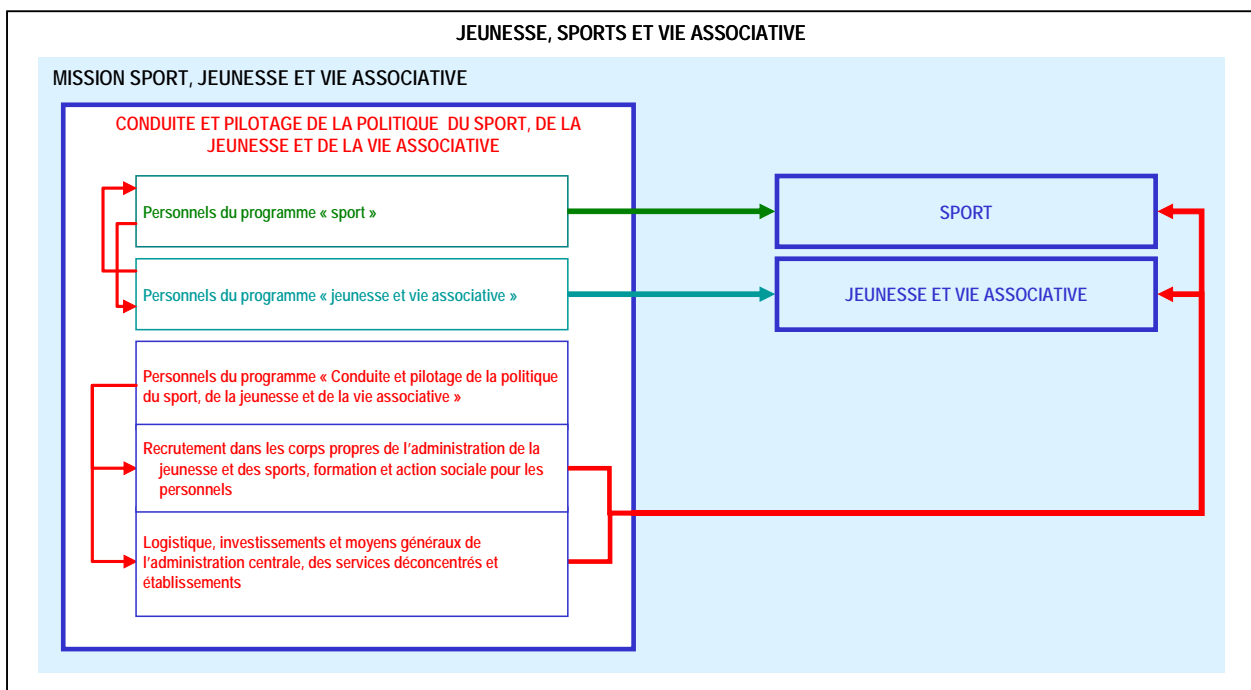 JEUNESSE, SPORTS ET VIE ASSOCIATIVE
MISSION SPORT, JEUNESSE ET VIE ASSOCIATIVE
CONDUITE ET PILOTAGE DE LA POLITIQUE DU SPORT, DE LA
JEUNESSE ET DE LA VIE ASSOCIATIVE
Personnels du programme « sport »
SPORT
Personnels du programme « jeunesse et vie associative »
JEUNESSE ET VIE ASSOCIATIVE
Personnels du programme « Conduite et pilotage de la politique
du sport, de la jeunesse et de la vie associative »
Recrutement dans les corps propres de l'administration de la
jeunesse et des sports, formation et action sociale pour les
personnels
Logistique, investissements et moyens généraux de
l'administration centrale, des services déconcentrés et
établissements